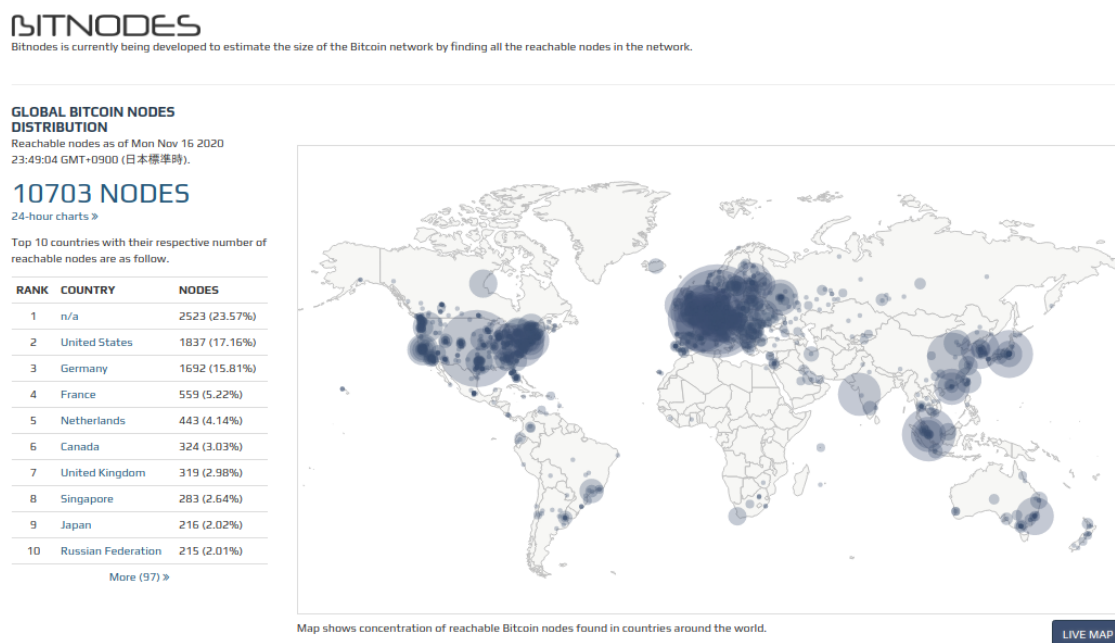 BITNODES
Bitnodes is currently being developed to estimate the size of the Bitcoin network by finding all the reachable nodes in the network.
GLOBAL BITCOIN NODES
DISTRIBUTION
Reachable nodes as of Mon Nov 16 2020
23:49:04 GMT+0900 (日本標準時).
10703 NODES
24-hour charts »
Top 10 countries with their respective number of
reachable nodes are as follow.
RANK COUNTRY NODES
1 n/a 2523 (23.57%)
2 United States 1837 (17.16%)
3 Germany 1692 (15.81%)
4 France 559 (5.22%)
5 Netherlands 443 (4.14%)
6 Canada 324 (3.03%)
7 United Kingdom 319 (2.98%)
8 Singapore 283 (2.64%)
9 Japan 216 (2.02%)
10 Russian Federation 215 (2.01%)
More (97) »
Map shows concentration of reachable Bitcoin nodes found in countries around the world.
LIVE MAP